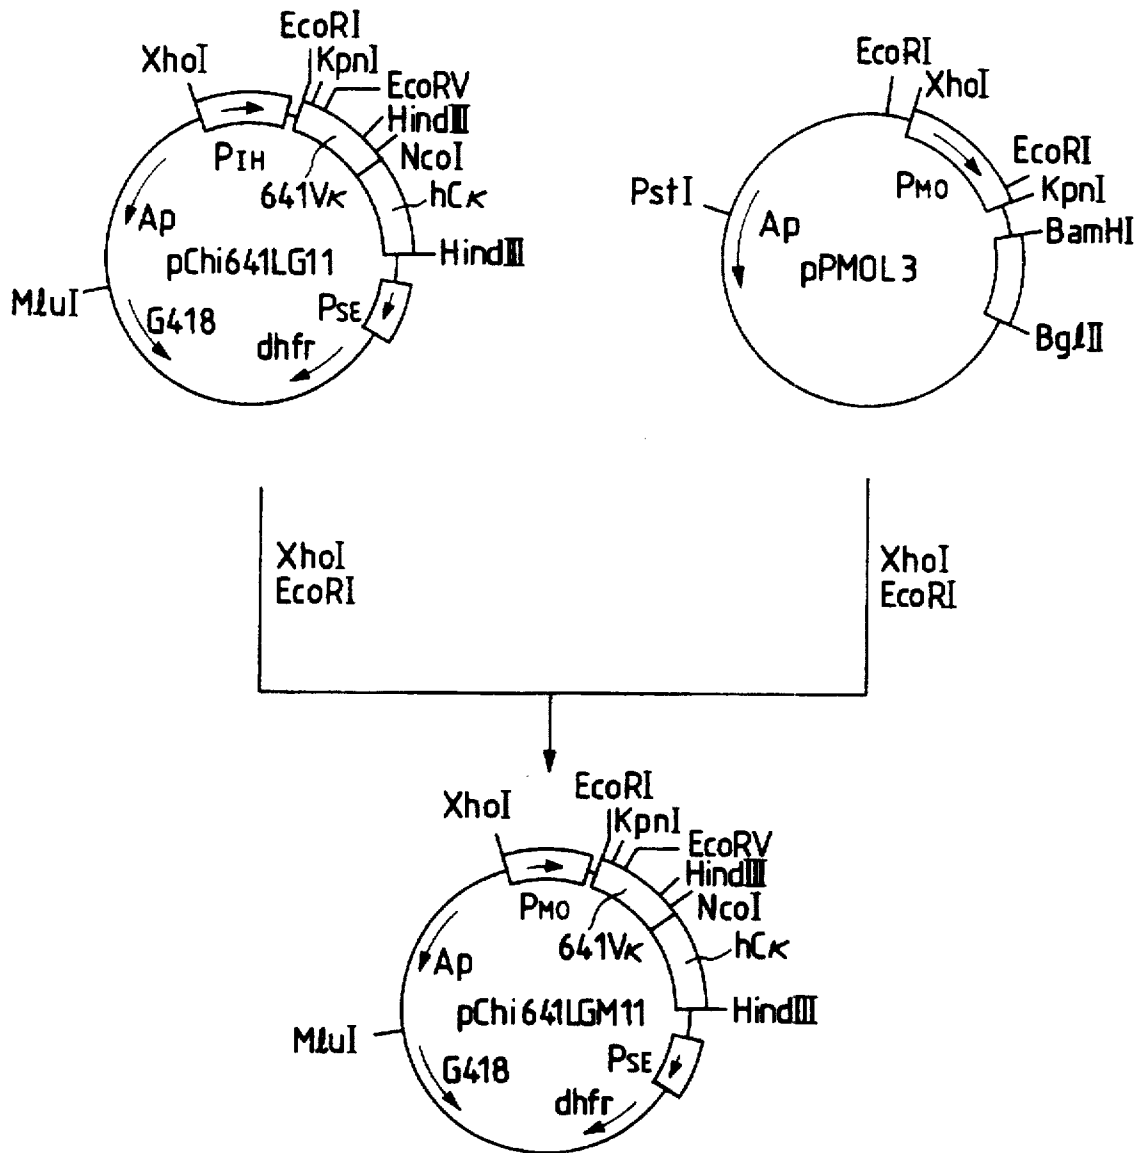 EcoRI
KpnI
XhoI
EcoRV
HindIII
NcoI
PIH
641Vκ
hCκ
Ap
pChi641LG11
HindIII
MluI
G418
PSE
dhfr
EcoRI
XhoI
EcoRI
KpnI
PMO
PstI
Ap
BamHI
pPMOL3
BglII
XhoI
EcoRI
XhoI
EcoRI
EcoRI
XhoI
KpnI
EcoRV
HindIII
NcoI
PMO
641Vκ
hCκ
Ap
pChi641LGM11
HindIII
MluI
G418
PSE
dhfr